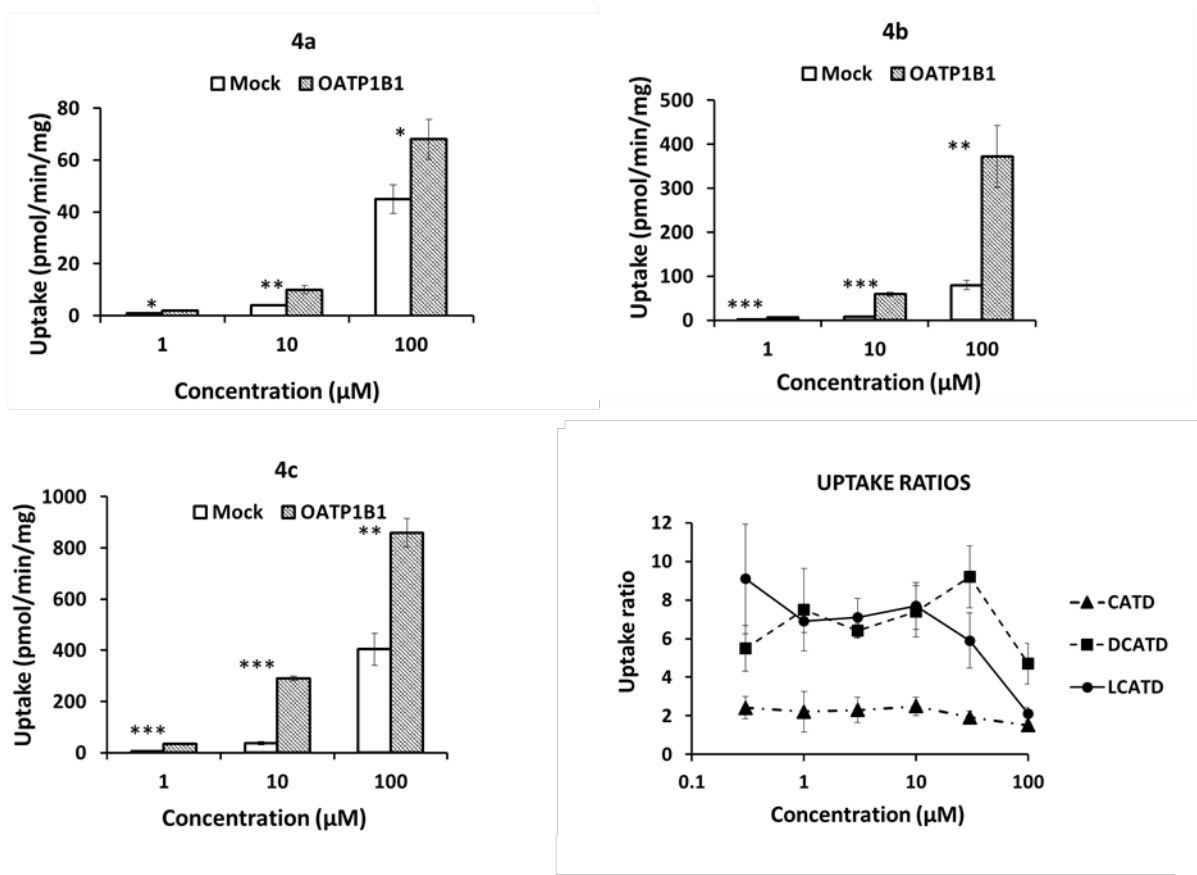 4a
Mock OATP1B1
Uptake (pmol/min/mg)
80
60
40
20
0
*
**
*
1 10 100
Concentration (µM)
4b
Mock OATP1B1
Uptake (pmol/min/mg)
500
400
300
200
100
0
***
***
**
1 10 100
Concentration (µM)
4c
Mock OATP1B1
Uptake (pmol/min/mg)
1000
800
600
400
200
0
***
***
**
1 10 100
Concentration (µM)
UPTAKE RATIOS
Uptake ratio
12
10
8
6
4
2
0
0.1 1 10 100
Concentration (µM)
CATD
DCATD
LCATD